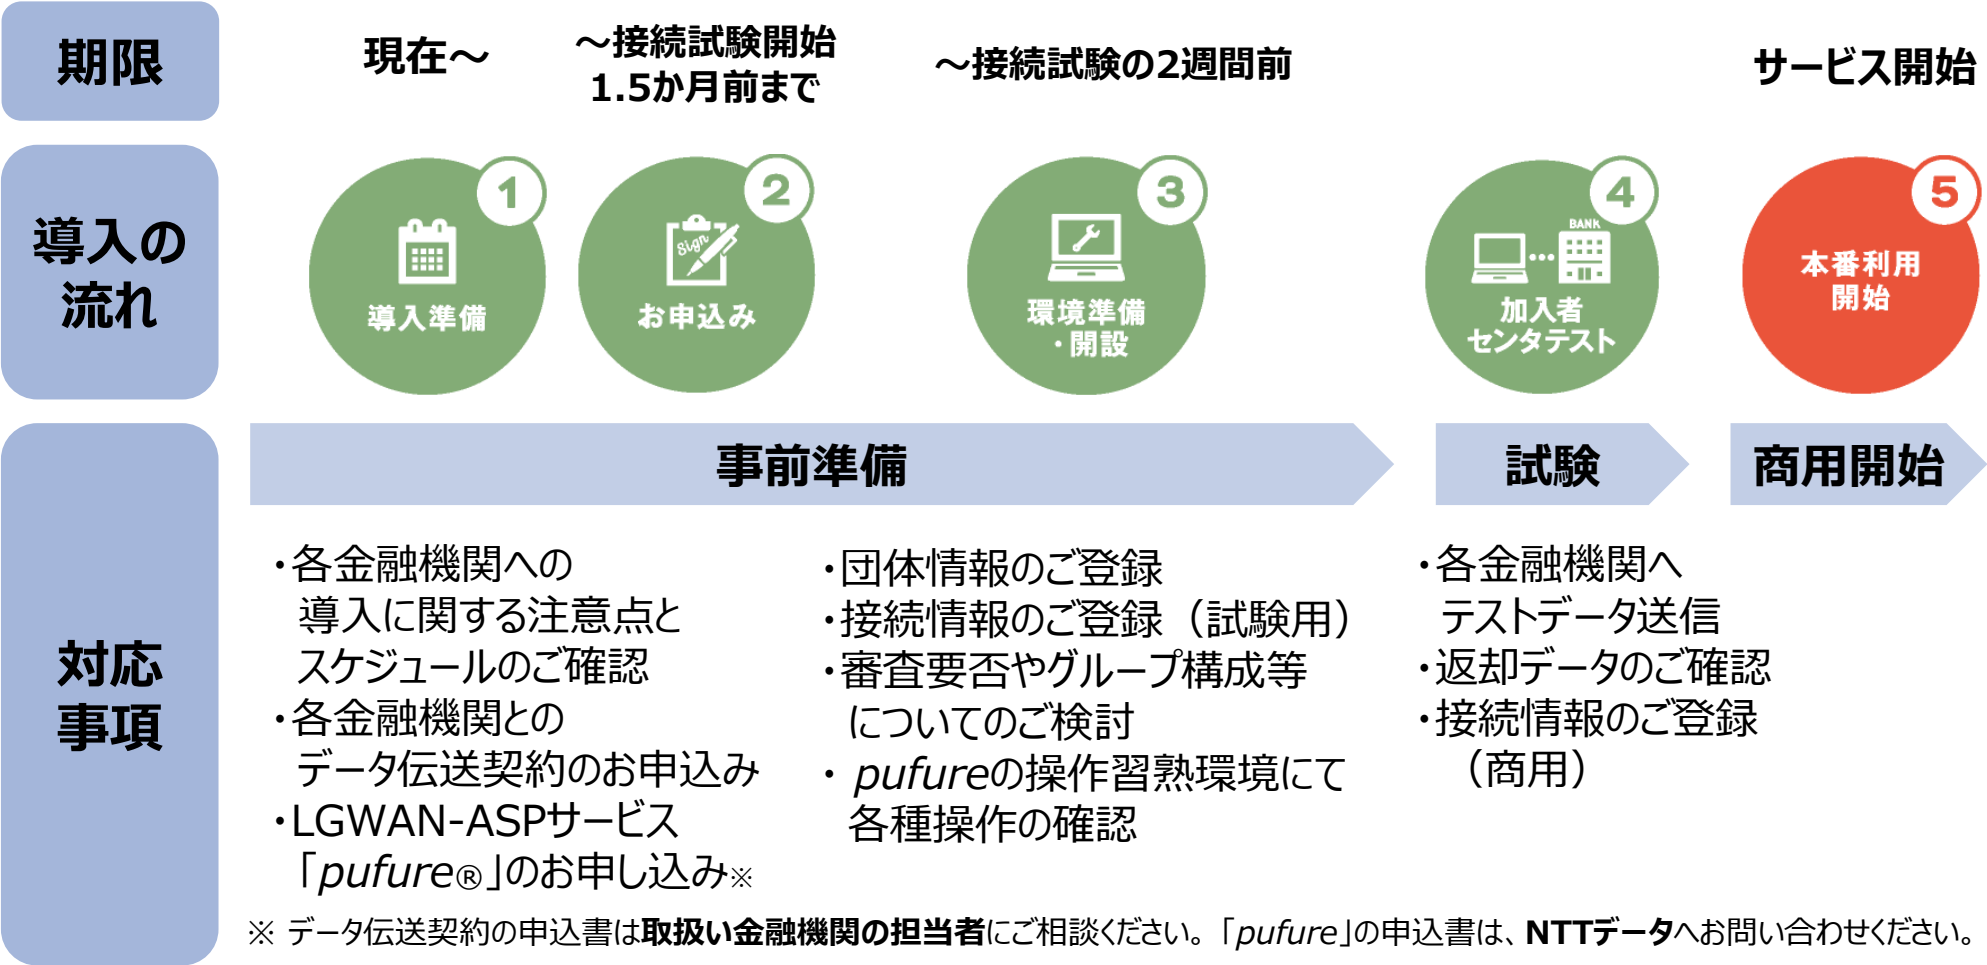 期限
現在～
～接続試験開始
1.5か月前まで
～接続試験の2週間前
サービス開始
導入の
流れ
1
導入準備
2
Sign
お申込み
3
環境準備
・開設
4
BANK
加入者
センタテスト
5
本番利用
開始
対応
事項
事前準備
・各金融機関への
導入に関する注意点と
スケジュールのご確認
・各金融機関との
データ伝送契約のお申込み
・LGWAN-ASPサービス
「pufure®」のお申し込み※
・団体情報のご登録
・接続情報のご登録（試験用）
・審査要否やグループ構成等
についてのご検討
・ pufureの操作習熟環境にて
各種操作の確認
試験
・各金融機関へ
テストデータ送信
・返却データのご確認
・接続情報のご登録
（商用）
商用開始
※ データ伝送契約の申込書は取扱い金融機関の担当者にご相談ください。「pufure」の申込書は、NTTデータへお問い合わせください。